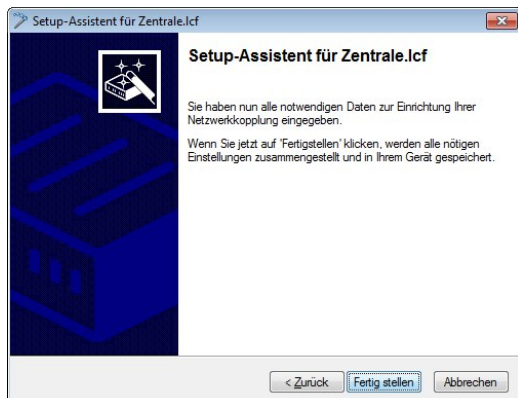 Setup-Assistent für Zentrale.lcf
Setup-Assistent für Zentrale.lcf
Sie haben nun alle notwendigen Daten zur Einrichtung Ihrer
Netzwerkkopplung eingegeben.
Wenn Sie jetzt auf 'Fertigstellen' klicken, werden alle nötigen
Einstellungen zusammengestellt und in Ihrem Gerät gespeichert.
< Zurück
Fertig stellen
Abbrechen